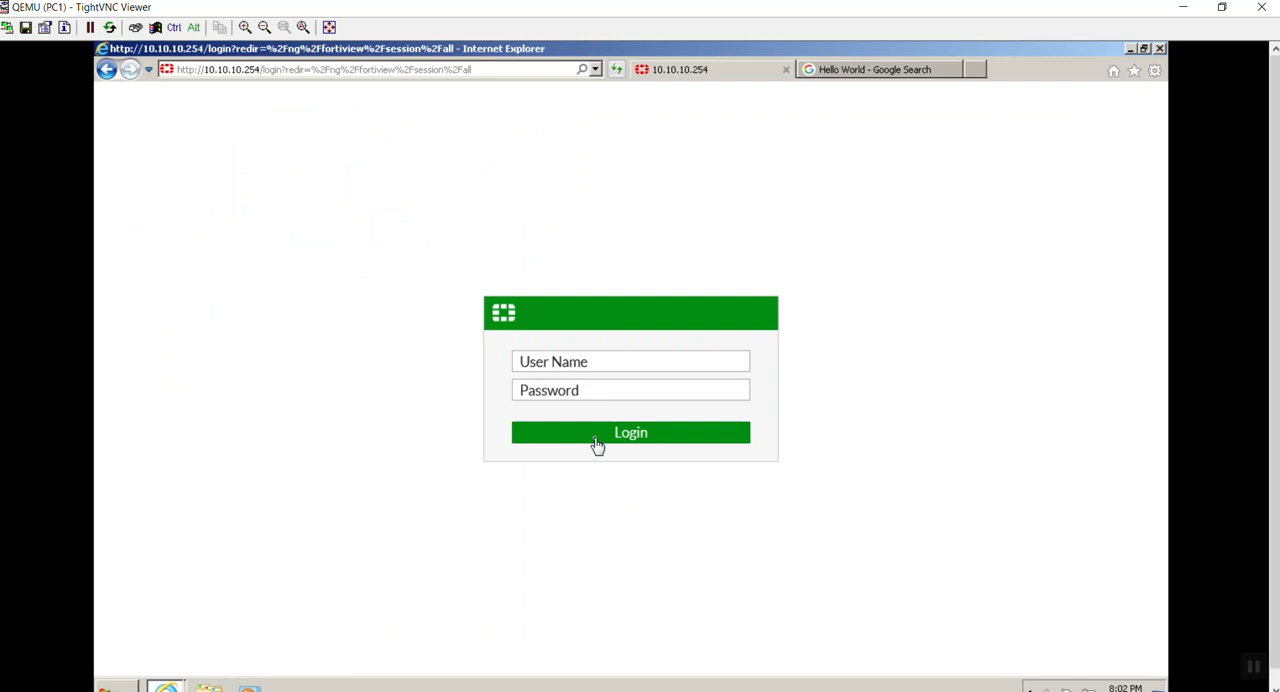 QEMU (PC1) - TightVNC Viewer
Ctrl Alt
http://10.10.10.254/login?redir=%2Fng%2Ffortiview%2Fsession%2Fall - Internet Explorer
http://10.10.10.254/login?redir=%2Fng%2Ffortiview%2Fsession%2Fall
10.10.10.254
Hello World - Google Search
User Name
Password
Login
8:02 PM